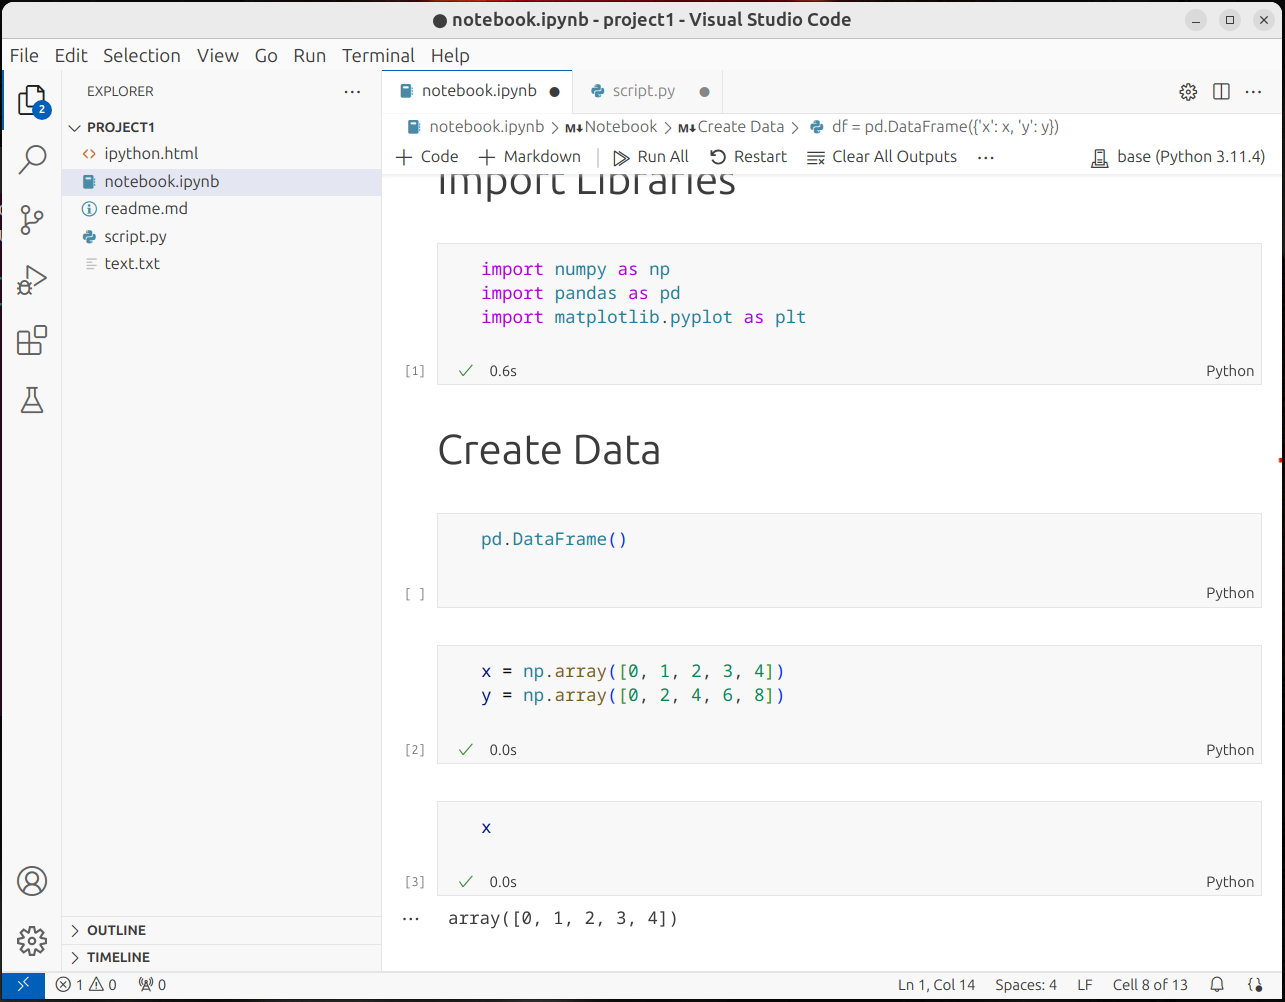 ● notebook.ipynb - project1 - Visual Studio Code
File Edit Selection View Go Run Terminal Help
2
EXPLORER
PROJECT1
ipython.html
notebook.ipynb
readme.md
script.py
text.txt
OUTLINE
TIMELINE
notebook.ipynb ● script.py ●
notebook.ipynb > M↓Notebook > M↓Create Data > df = pd.DataFrame({'x': x, 'y': y})
+ Code + Markdown | Run All Restart Clear All Outputs ··· base (Python 3.11.4)
Import Libraries
import numpy as np
import pandas as pd
import matplotlib.pyplot as plt
[1] ✓ 0.6s Python
Create Data
pd.DataFrame()
[ ] Python
x = np.array([0, 1, 2, 3, 4])
y = np.array([0, 2, 4, 6, 8])
[2] ✓ 0.0s Python
x
[3] ✓ 0.0s Python
··· array([0, 1, 2, 3, 4])
1 0 0 Ln 1, Col 14 Spaces: 4 LF Cell 8 of 13